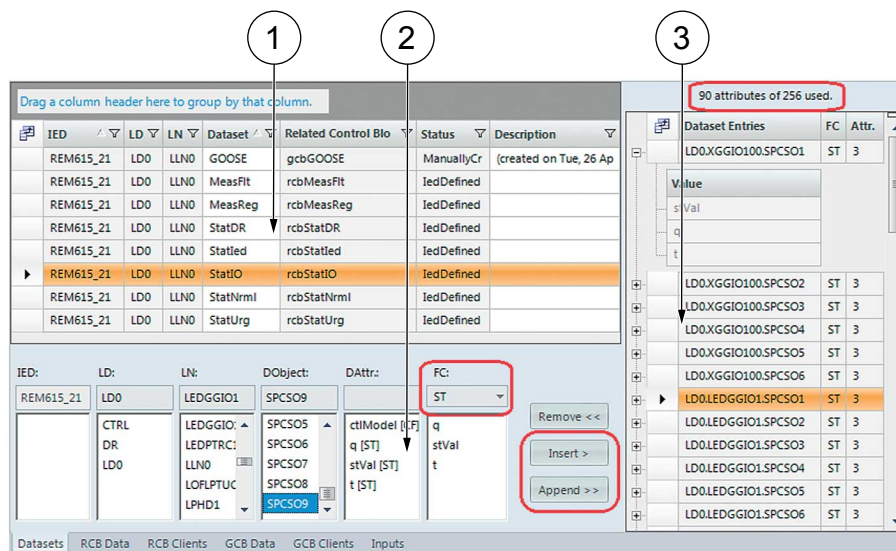 1 2 3
Drag a column header here to group by that column.
90 attributes of 256 used.
IED LD LN Dataset Related Control Blo Status Description
REM615_21 LD0 LLN0 GOOSE gcbGOOSE ManuallyCr (created on Tue, 26 Ap
REM615_21 LD0 LLN0 MeasFlt rcbMeasFlt IedDefined
REM615_21 LD0 LLN0 MeasReg rcbMeasReg IedDefined
REM615_21 LD0 LLN0 StatDR rcbStatDR IedDefined
REM615_21 LD0 LLN0 StatIed rcbStatIed IedDefined
REM615_21 LD0 LLN0 StatIO rcbStatIO IedDefined
REM615_21 LD0 LLN0 StatNrml rcbStatNrml IedDefined
REM615_21 LD0 LLN0 StatUrg rcbStatUrg IedDefined
Dataset Entries FC Attr.
LD0.XGGIO100.SPCSO1 ST 3
Value
stVal
q
t
LD0.XGGIO100.SPCSO2 ST 3
LD0.XGGIO100.SPCSO3 ST 3
LD0.XGGIO100.SPCSO4 ST 3
LD0.XGGIO100.SPCSO5 ST 3
LD0.XGGIO100.SPCSO6 ST 3
LD0.LEDGGIO1.SPCSO1 ST 3
LD0.LEDGGIO1.SPCSO2 ST 3
LD0.LEDGGIO1.SPCSO3 ST 3
LD0.LEDGGIO1.SPCSO4 ST 3
LD0.LEDGGIO1.SPCSO5 ST 3
LD0.LEDGGIO1.SPCSO6 ST 3
IED: LD: LN: DObject: DAttr.: FC:
REM615_21 LD0 LEDGGIO1 SPCSO9 ST
CTRL LEDGGIO: SPCSO5 ctlModel [CF] q
DR LEDPTRC1 SPCSO6 q [ST] stVal
LD0 LLN0 SPCSO7 stVal [ST] t
LOFLPTUC SPCSO8 t [ST]
LPHD1 SPCSO9
Remove <<
Insert >
Append >>
Datasets RCB Data RCB Clients GCB Data GCB Clients Inputs